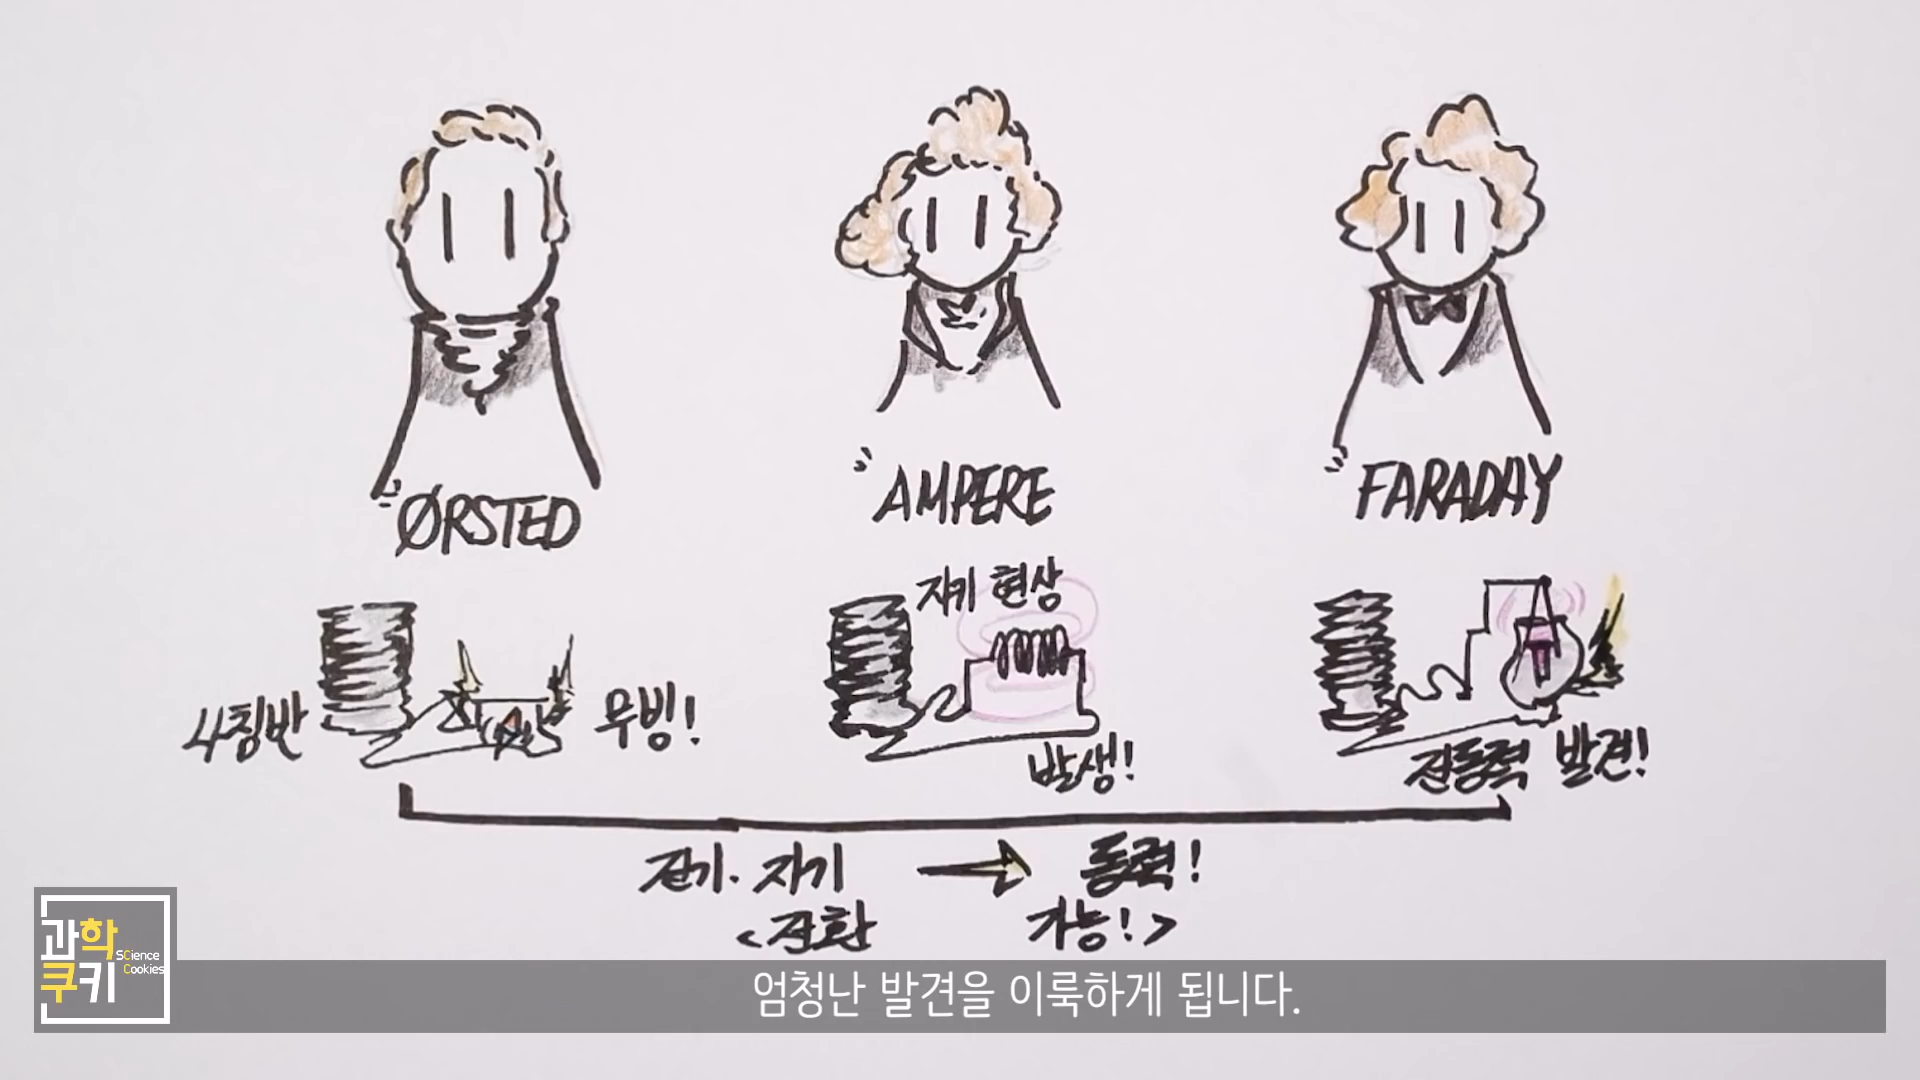 ØRSTED
AMPERE
FARADAY
나침반
무빙!
자기 현상
발생!
전동력 발견!
전기·자기 → 동력!
<전환 가능!>
과학
쿠키
SCience
Cookies
엄청난 발견을 이룩하게 됩니다.